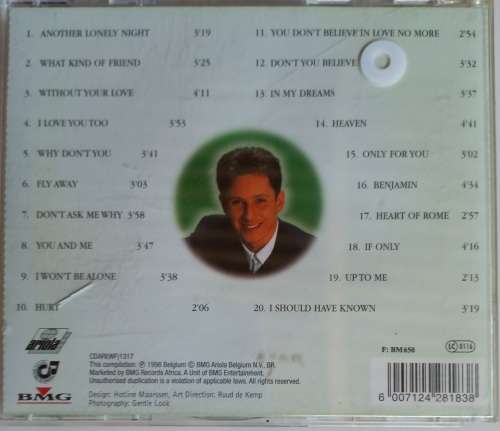 1. ANOTHER LONELY NIGHT 3'19
2. WHAT KIND OF FRIEND 3'25
3. WITHOUT YOUR LOVE 4'11
4. I LOVE YOU TOO 3'53
5. WHY DON'T YOU 3'41
6. FLY AWAY 3'03
7. DON'T ASK ME WHY 3'58
8. YOU AND ME 3'47
9. I WON'T BE ALONE 3'38
10. HURT 2'06
11. YOU DON'T BELIEVE IN LOVE NO MORE 2'54
12. DON'T YOU BELIEVE 3'32
13. IN MY DREAMS 3'37
14. HEAVEN 4'41
15. ONLY FOR YOU 3'02
16. BENJAMIN 4'34
17. HEART OF ROME 2'57
18. IF ONLY 4'16
19. UP TO ME 2'13
20. I SHOULD HAVE KNOWN 3'19
ariola
BMG
CDAREWF/1317
This compilation: ℗ 1996 Belgium © BMG Ariola Belgium N.V., BR.
Marketed by BMG Records Africa. A Unit of BMG Entertainment.
Unauthorised duplication is a violation of applicable laws. All rights reserved.
Design: Hotline Maarssen, Art Direction: Ruud de Kemp
Photography: Gentle Look
F: BM650
LC 0116
6 007124 281838